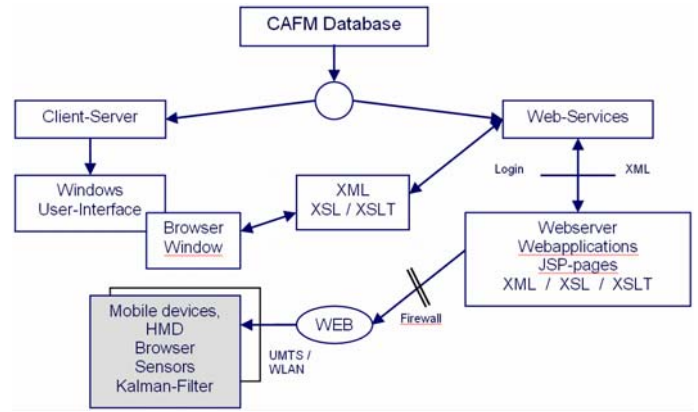 CAFM Database
Client-Server
Web-Services
Windows
User-Interface
Browser
Window
XML
XSL / XSLT
Login
XML
Webserver
Webapplications
JSP-pages
XML / XSL / XSLT
Firewall
WEB
UMTS /
WLAN
Mobile devices,
HMD
Browser
Sensors
Kalman-Filter